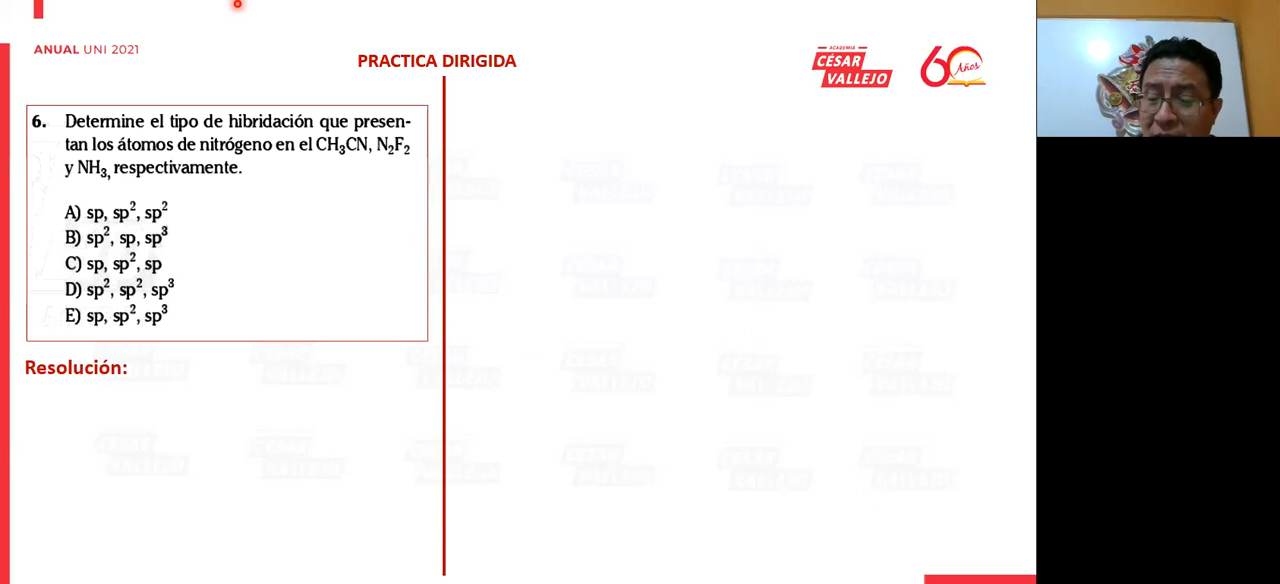 ANUAL UNI 2021
PRACTICA DIRIGIDA
ACADEMIA
CÉSAR
VALLEJO
60
Años
6. Determine el tipo de hibridación que presen-
tan los átomos de nitrógeno en el CH₃CN, N₂F₂
y NH₃, respectivamente.
A) sp, sp², sp²
B) sp², sp, sp³
C) sp, sp², sp
D) sp², sp², sp³
E) sp, sp², sp³
Resolución: